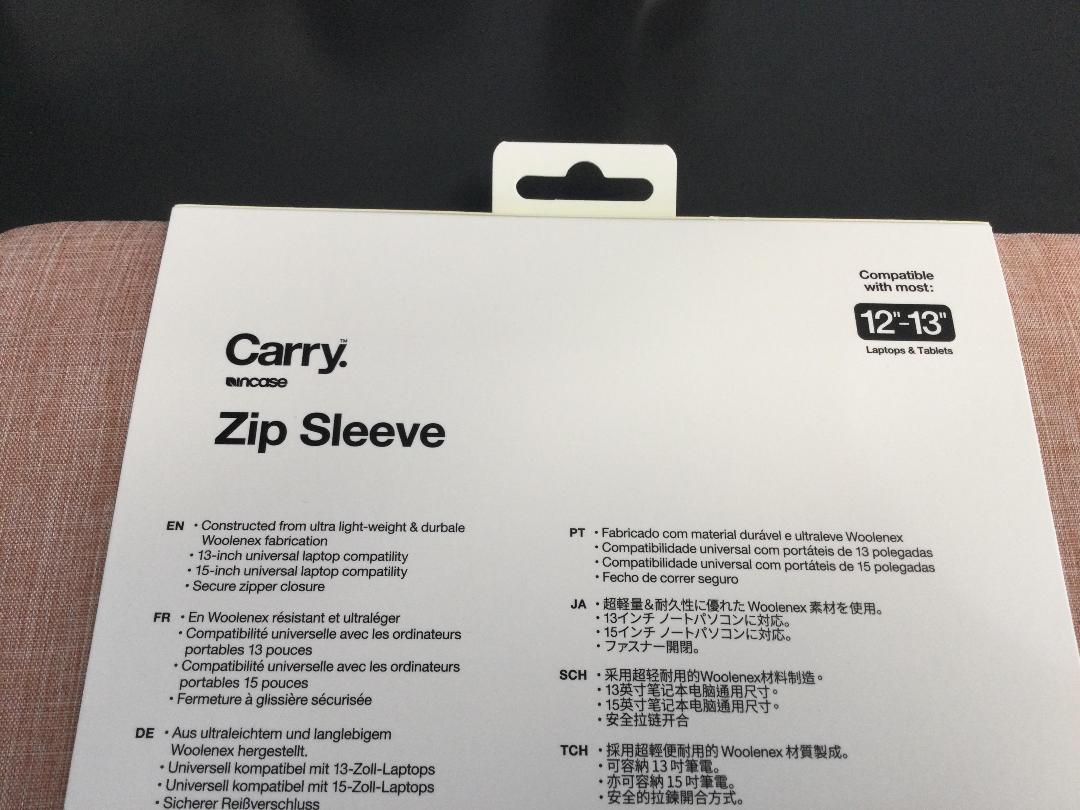 Compatible
with most:
12"-13"
Laptops & Tablets
Carry.™
incase
Zip Sleeve
EN • Constructed from ultra light-weight & durbale
Woolenex fabrication
• 13-inch universal laptop compatility
• 15-inch universal laptop compatility
• Secure zipper closure
FR • En Woolenex résistant et ultraléger
• Compatibilité universelle avec les ordinateurs
portables 13 pouces
• Compatibilité universelle avec les ordinateurs
portables 15 pouces
• Fermeture à glissière sécurisée
DE • Aus ultraleichtem und langlebigem
Woolenex hergestellt.
• Universell kompatibel mit 13-Zoll-Laptops
• Universell kompatibel mit 15-Zoll-Laptops
• Sicherer Reißverschluss
PT • Fabricado com material durável e ultraleve Woolenex
• Compatibilidade universal com portáteis de 13 polegadas
• Compatibilidade universal com portáteis de 15 polegadas
• Fecho de correr seguro
JA • 超軽量&耐久性に優れた Woolenex 素材を使用。
• 13インチ ノートパソコンに対応。
• 15インチ ノートパソコンに対応。
• ファスナー開閉。
SCH • 采用超轻耐用的Woolenex材料制造。
• 13英寸笔记本电脑通用尺寸。
• 15英寸笔记本电脑通用尺寸。
• 安全拉链开合
TCH • 採用超輕便耐用的 Woolenex 材質製成。
• 可容納 13 吋筆電。
• 亦可容納 15 吋筆電。
• 安全的拉鍊開合方式。